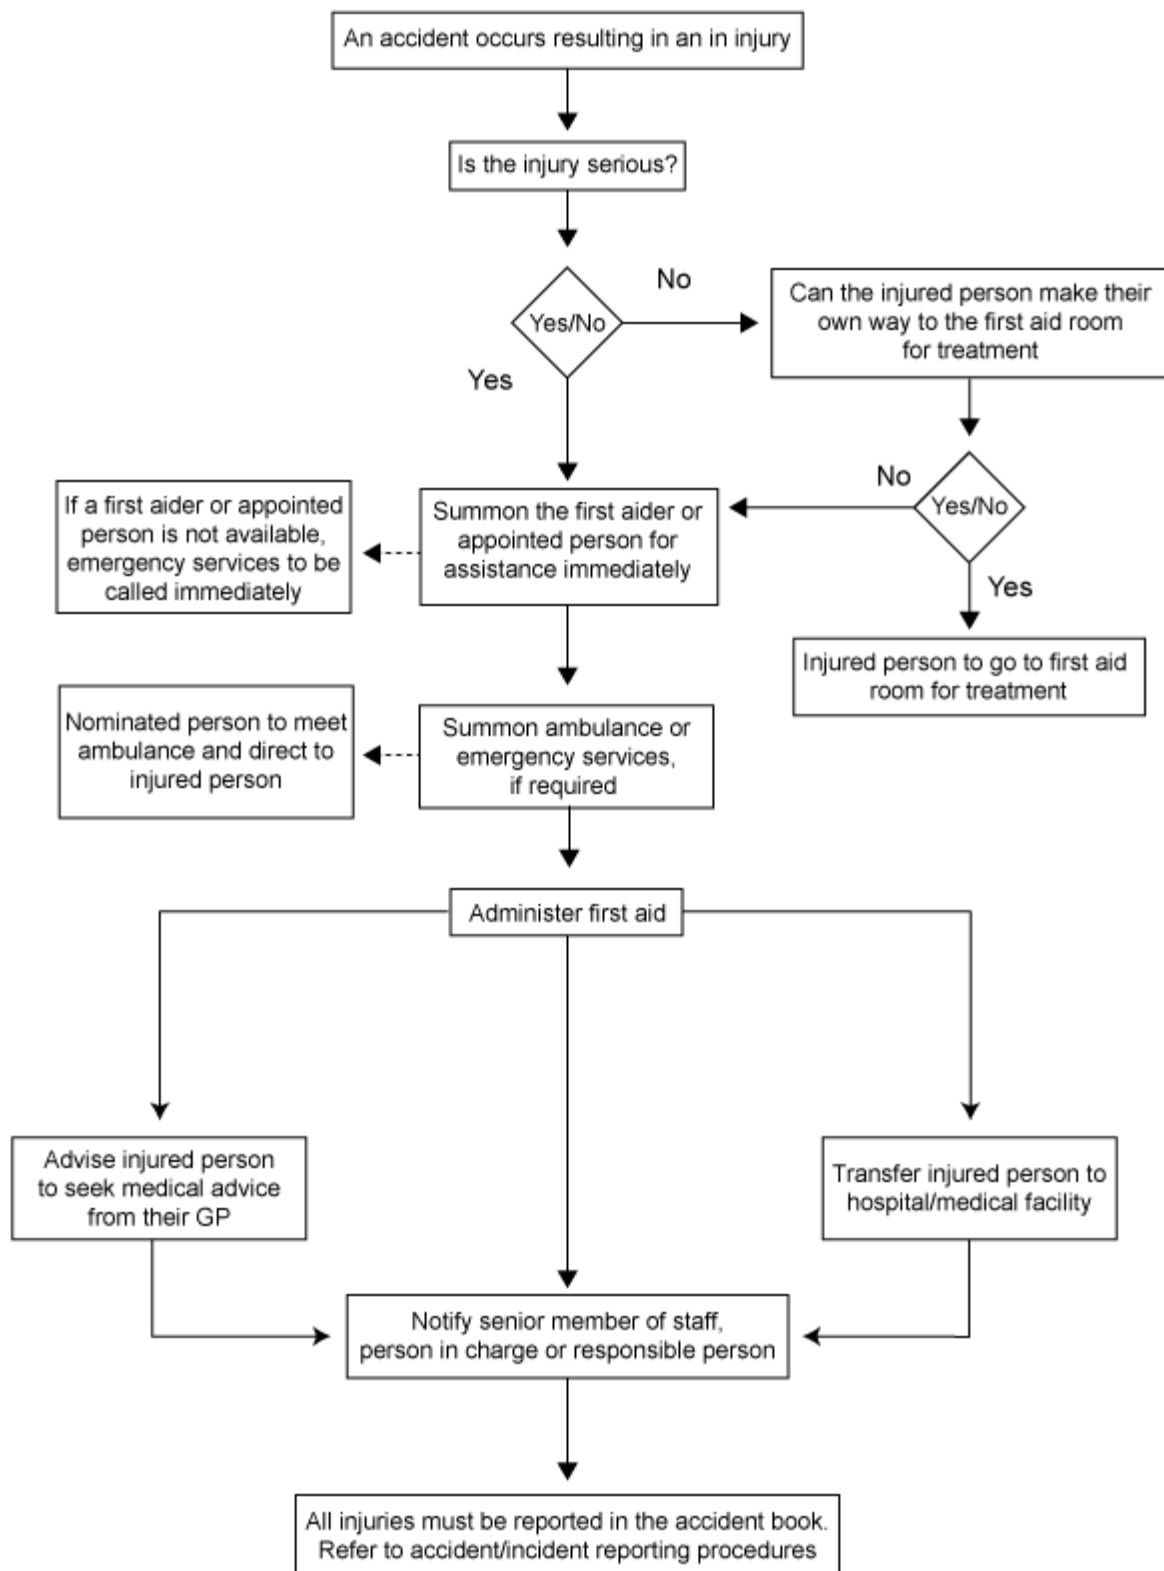 An accident occurs resulting in an in injury
Is the injury serious?
Yes/No
No
Yes
Can the injured person make their
own way to the first aid room
for treatment
Yes/No
No
Yes
If a first aider or appointed
person is not available,
emergency services to be
called immediately
Summon the first aider or
appointed person for
assistance immediately
Injured person to go to first aid
room for treatment
Nominated person to meet
ambulance and direct to
injured person
Summon ambulance or
emergency services,
if required
Administer first aid
Advise injured person
to seek medical advice
from their GP
Transfer injured person to
hospital/medical facility
Notify senior member of staff,
person in charge or responsible person
All injuries must be reported in the accident book.
Refer to accident/incident reporting procedures